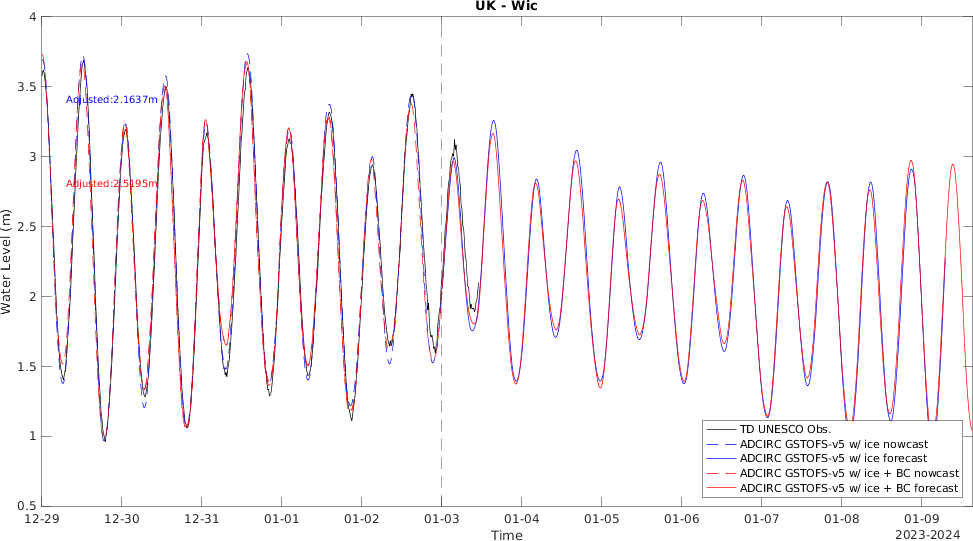 UK - Wic
4
3.5
3
2.5
2
1.5
1
0.5
Water Level (m)
Adjusted:2.1637m
Adjusted:2.5195m
TD UNESCO Obs.
ADCIRC GSTOFS-v5 w/ ice nowcast
ADCIRC GSTOFS-v5 w/ ice forecast
ADCIRC GSTOFS-v5 w/ ice + BC nowcast
ADCIRC GSTOFS-v5 w/ ice + BC forecast
12-29 12-30 12-31 01-01 01-02 01-03 01-04 01-05 01-06 01-07 01-08 01-09
Time
2023-2024